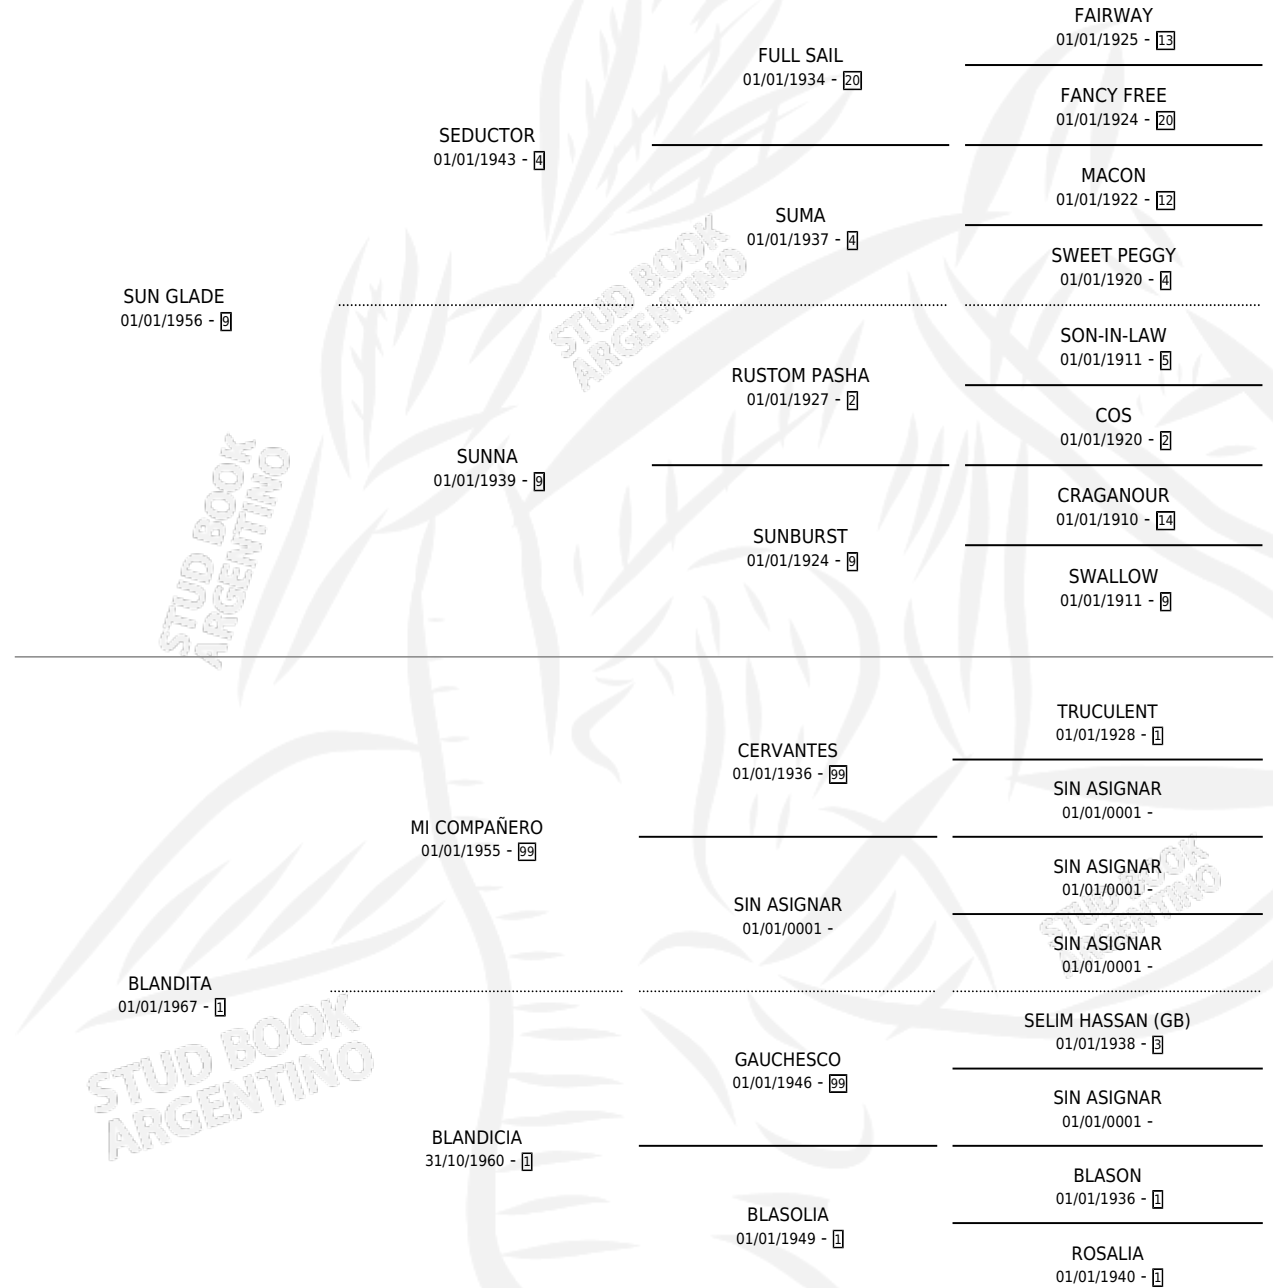 FAIRWAY
01/01/1925 - 13
FULL SAIL
01/01/1934 - 20
FANCY FREE
01/01/1924 - 20
SEDUCTOR
01/01/1943 - 4
MACON
01/01/1922 - 12
SUMA
01/01/1937 - 4
SWEET PEGGY
01/01/1920 - 4
SUN GLADE
01/01/1956 - 9
SON-IN-LAW
01/01/1911 - 5
RUSTOM PASHA
01/01/1927 - 2
COS
01/01/1920 - 2
SUNNA
01/01/1939 - 9
CRAGANOUR
01/01/1910 - 14
SUNBURST
01/01/1924 - 9
SWALLOW
01/01/1911 - 9
STUD BOOK
ARGENTINO
STUD BOOK
ARGENTINO
TRUCULENT
01/01/1928 - 1
CERVANTES
01/01/1936 - 99
SIN ASIGNAR
01/01/0001 -
MI COMPAÑERO
01/01/1955 - 99
SIN ASIGNAR
01/01/0001 -
SIN ASIGNAR
01/01/0001 -
SIN ASIGNAR
01/01/0001 -
BLANDITA
01/01/1967 - 1
SELIM HASSAN (GB)
01/01/1938 - 3
GAUCHESCO
01/01/1946 - 99
SIN ASIGNAR
01/01/0001 -
BLANDICIA
31/10/1960 - 1
BLASON
01/01/1936 - 1
BLASOLIA
01/01/1949 - 1
ROSALIA
01/01/1940 - 1
STUD BOOK
ARGENTINO
STUD BOOK
ARGENTINO